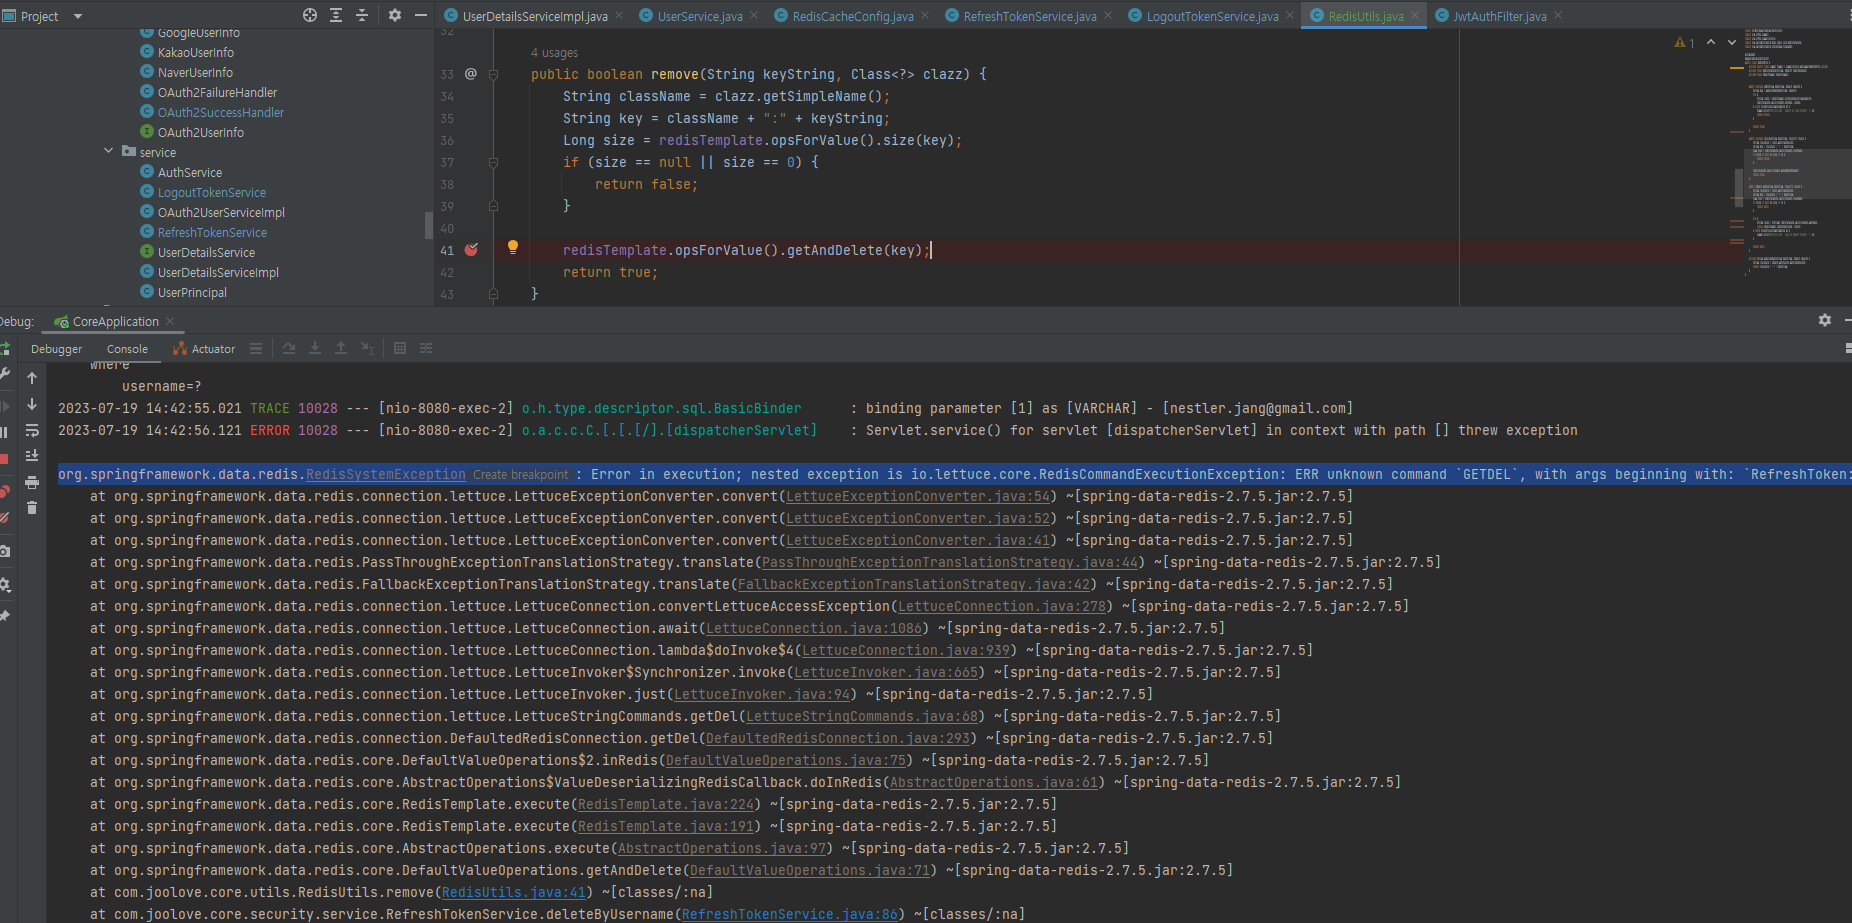 Project
UserDetailsServiceImpl.java
UserService.java
RedisCacheConfig.java
RefreshTokenService.java
LogoutTokenService.java
RedisUtils.java
JwtAuthFilter.java
GoogleUserInfo
KakaoUserInfo
NaverUserInfo
OAuth2FailureHandler
OAuth2SuccessHandler
OAuth2UserInfo
service
AuthService
LogoutTokenService
OAuth2UserServiceImpl
RefreshTokenService
UserDetailsService
UserDetailsServiceImpl
UserPrincipal
32
4 usages
1
33 @ public boolean remove(String keyString, Class<?> clazz) {
34 String className = clazz.getSimpleName();
35 String key = className + ":" + keyString;
36 Long size = redisTemplate.opsForValue().size(key);
37 if (size == null || size == 0) {
38 return false;
39 }
40
41 redisTemplate.opsForValue().getAndDelete(key);
42 return true;
43 }
Debug: CoreApplication
Debugger Console Actuator
where
username=?
2023-07-19 14:42:55.021 TRACE 10028 --- [nio-8080-exec-2] o.h.type.descriptor.sql.BasicBinder : binding parameter [1] as [VARCHAR] - [nestler.jang@gmail.com]
2023-07-19 14:42:56.121 ERROR 10028 --- [nio-8080-exec-2] o.a.c.c.C.[.[.[/].[dispatcherServlet] : Servlet.service() for servlet [dispatcherServlet] in context with path [] threw exception
org.springframework.data.redis.RedisSystemException Create breakpoint : Error in execution; nested exception is io.lettuce.core.RedisCommandExecutionException: ERR unknown command `GETDEL`, with args beginning with: `RefreshToken:
at org.springframework.data.redis.connection.lettuce.LettuceExceptionConverter.convert(LettuceExceptionConverter.java:54) ~[spring-data-redis-2.7.5.jar:2.7.5]
at org.springframework.data.redis.connection.lettuce.LettuceExceptionConverter.convert(LettuceExceptionConverter.java:52) ~[spring-data-redis-2.7.5.jar:2.7.5]
at org.springframework.data.redis.connection.lettuce.LettuceExceptionConverter.convert(LettuceExceptionConverter.java:41) ~[spring-data-redis-2.7.5.jar:2.7.5]
at org.springframework.data.redis.PassThroughExceptionTranslationStrategy.translate(PassThroughExceptionTranslationStrategy.java:44) ~[spring-data-redis-2.7.5.jar:2.7.5]
at org.springframework.data.redis.FallbackExceptionTranslationStrategy.translate(FallbackExceptionTranslationStrategy.java:42) ~[spring-data-redis-2.7.5.jar:2.7.5]
at org.springframework.data.redis.connection.lettuce.LettuceConnection.convertLettuceAccessException(LettuceConnection.java:278) ~[spring-data-redis-2.7.5.jar:2.7.5]
at org.springframework.data.redis.connection.lettuce.LettuceConnection.await(LettuceConnection.java:1086) ~[spring-data-redis-2.7.5.jar:2.7.5]
at org.springframework.data.redis.connection.lettuce.LettuceConnection.lambda$doInvoke$4(LettuceConnection.java:939) ~[spring-data-redis-2.7.5.jar:2.7.5]
at org.springframework.data.redis.connection.lettuce.LettuceInvoker$Synchronizer.invoke(LettuceInvoker.java:665) ~[spring-data-redis-2.7.5.jar:2.7.5]
at org.springframework.data.redis.connection.lettuce.LettuceInvoker.just(LettuceInvoker.java:94) ~[spring-data-redis-2.7.5.jar:2.7.5]
at org.springframework.data.redis.connection.lettuce.LettuceStringCommands.getDel(LettuceStringCommands.java:68) ~[spring-data-redis-2.7.5.jar:2.7.5]
at org.springframework.data.redis.connection.DefaultedRedisConnection.getDel(DefaultedRedisConnection.java:293) ~[spring-data-redis-2.7.5.jar:2.7.5]
at org.springframework.data.redis.core.DefaultValueOperations$2.inRedis(DefaultValueOperations.java:75) ~[spring-data-redis-2.7.5.jar:2.7.5]
at org.springframework.data.redis.core.AbstractOperations$ValueDeserializingRedisCallback.doInRedis(AbstractOperations.java:61) ~[spring-data-redis-2.7.5.jar:2.7.5]
at org.springframework.data.redis.core.RedisTemplate.execute(RedisTemplate.java:224) ~[spring-data-redis-2.7.5.jar:2.7.5]
at org.springframework.data.redis.core.RedisTemplate.execute(RedisTemplate.java:191) ~[spring-data-redis-2.7.5.jar:2.7.5]
at org.springframework.data.redis.core.AbstractOperations.execute(AbstractOperations.java:97) ~[spring-data-redis-2.7.5.jar:2.7.5]
at org.springframework.data.redis.core.DefaultValueOperations.getAndDelete(DefaultValueOperations.java:71) ~[spring-data-redis-2.7.5.jar:2.7.5]
at com.joolove.core.utils.RedisUtils.remove(RedisUtils.java:41) ~[classes/:na]
at com.joolove.core.security.service.RefreshTokenService.deleteByUsername(RefreshTokenService.java:86) ~[classes/:na]